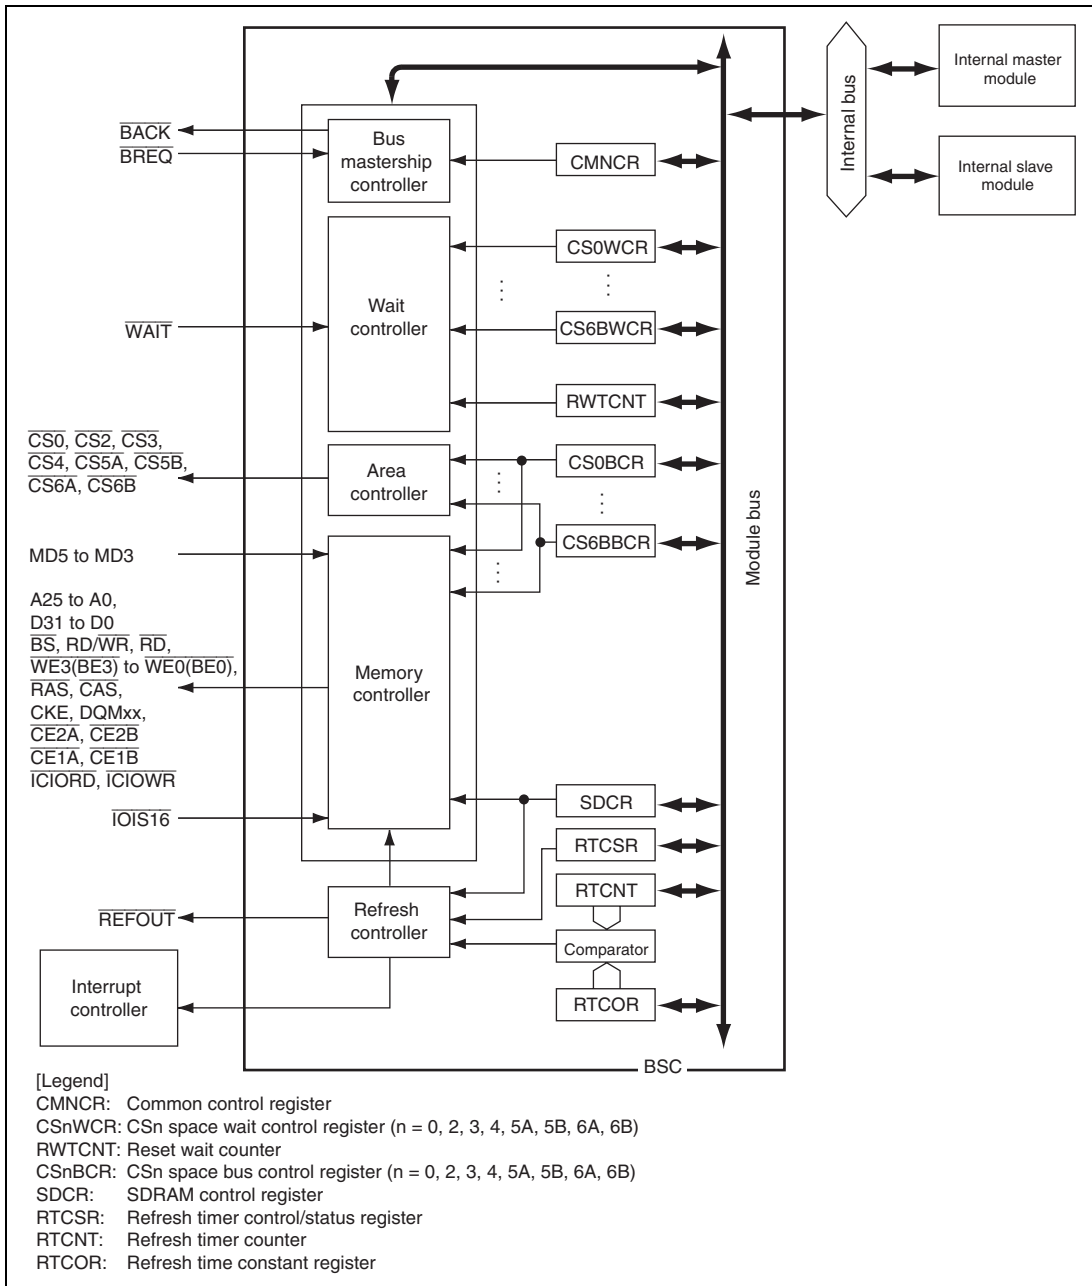 BACK
BREQ
Bus
mastership
controller
CMNCR
Internal bus
Internal master
module
Internal slave
module
WAIT
Wait
controller
CS0WCR
CS6BWCR
RWTCNT
CS0, CS2, CS3,
CS4, CS5A, CS5B,
CS6A, CS6B
Area
controller
CS0BCR
CS6BBCR
Module bus
MD5 to MD3
A25 to A0,
D31 to D0
BS, RD/WR, RD,
WE3(BE3) to WE0(BE0),
RAS, CAS,
CKE, DQMxx,
CE2A, CE2B
CE1A, CE1B
ICIORD, ICIOWR
IOIS16
Memory
controller
SDCR
RTCSR
RTCNT
Comparator
RTCOR
REFOUT
Refresh
controller
Interrupt
controller
BSC
[Legend]
CMNCR: Common control register
CSnWCR: CSn space wait control register (n = 0, 2, 3, 4, 5A, 5B, 6A, 6B)
RWTCNT: Reset wait counter
CSnBCR: CSn space bus control register (n = 0, 2, 3, 4, 5A, 5B, 6A, 6B)
SDCR: SDRAM control register
RTCSR: Refresh timer control/status register
RTCNT: Refresh timer counter
RTCOR: Refresh time constant register